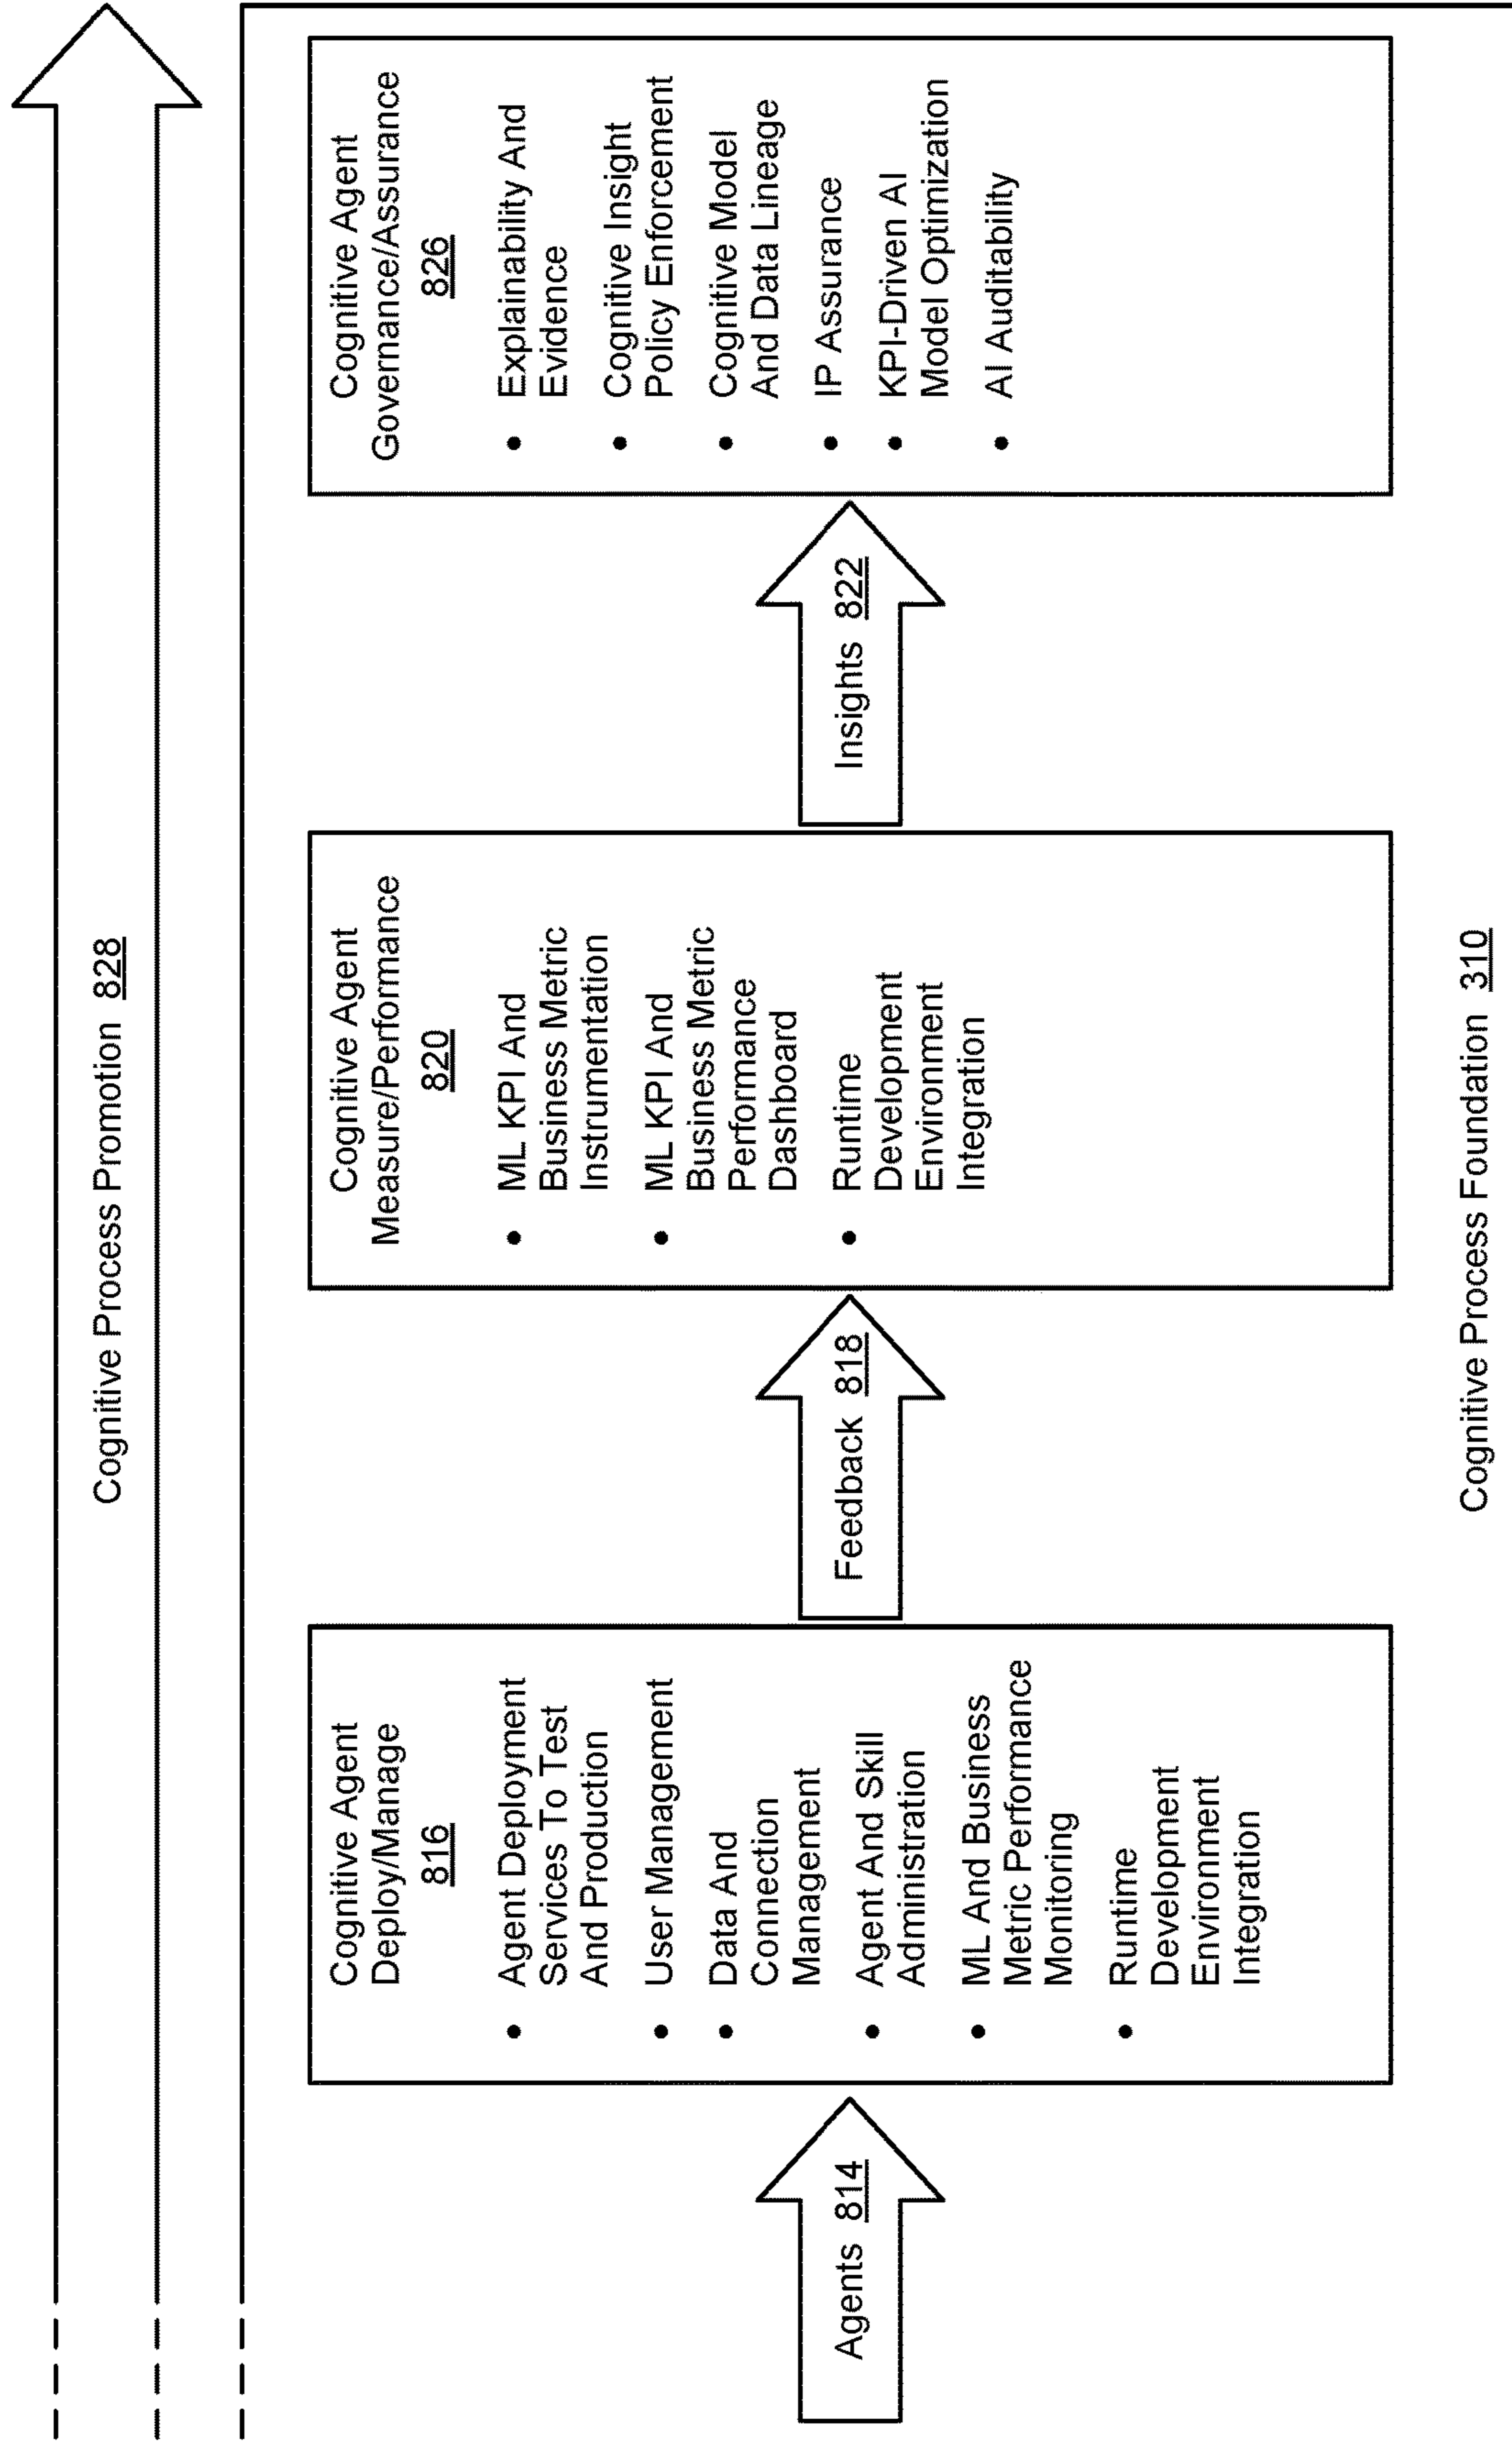 Cognitive Process Promotion 828
Agents 814
Cognitive Agent
Deploy/Manage
816
• Agent Deployment
Services To Test
And Production
• User Management
• Data And
Connection
Management
• Agent And Skill
Administration
• ML And Business
Metric Performance
Monitoring
• Runtime
Development
Environment
Integration
Feedback 818
Cognitive Agent
Measure/Performance
820
• ML KPI And
Business Metric
Instrumentation
• ML KPI And
Business Metric
Performance
Dashboard
• Runtime
Development
Environment
Integration
Insights 822
Cognitive Agent
Governance/Assurance
826
• Explainability And
Evidence
• Cognitive Insight
Policy Enforcement
• Cognitive Model
And Data Lineage
• IP Assurance
• KPI-Driven AI
Model Optimization
• AI Auditability
Cognitive Process Foundation 310